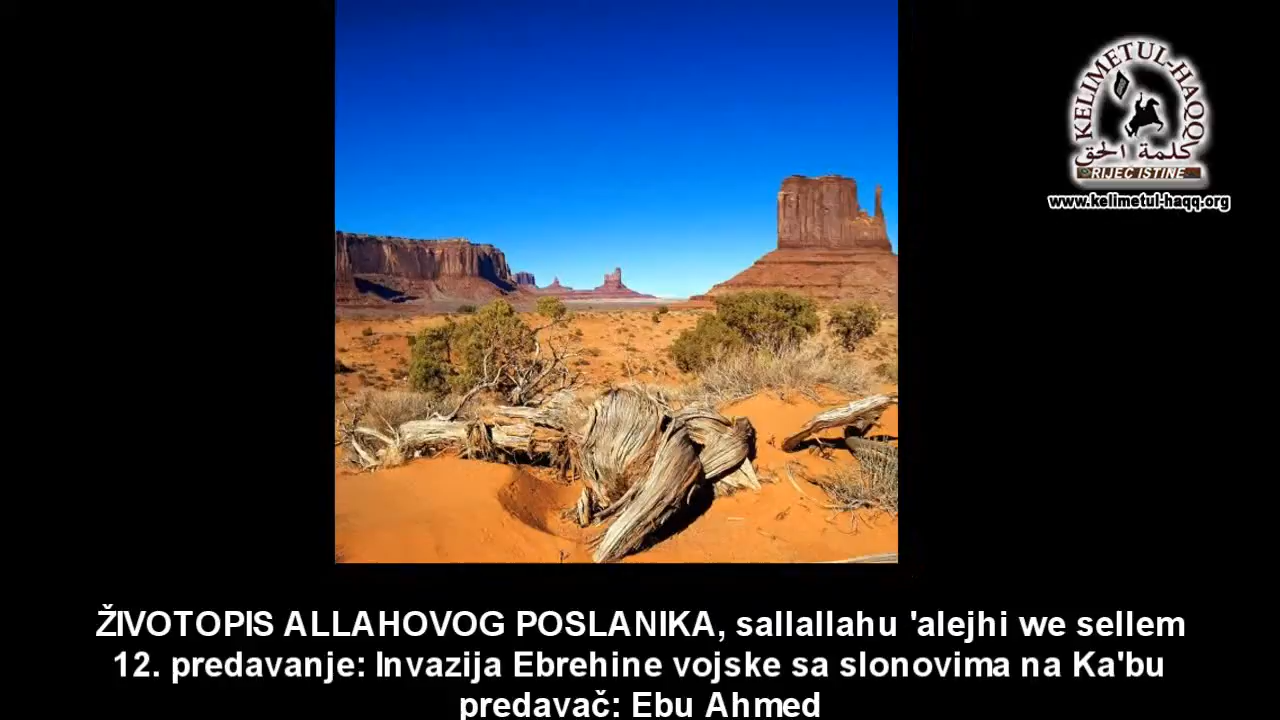 KELIMETUL-HAQQ
كلمة الحق
RIJEČ ISTINE
www.kelimetul-haqq.org
ŽIVOTOPIS ALLAHOVOG POSLANIKA, sallallahu 'alejhi we sellem
12. predavanje: Invazija Ebrehine vojske sa slonovima na Ka'bu
predavač: Ebu Ahmed